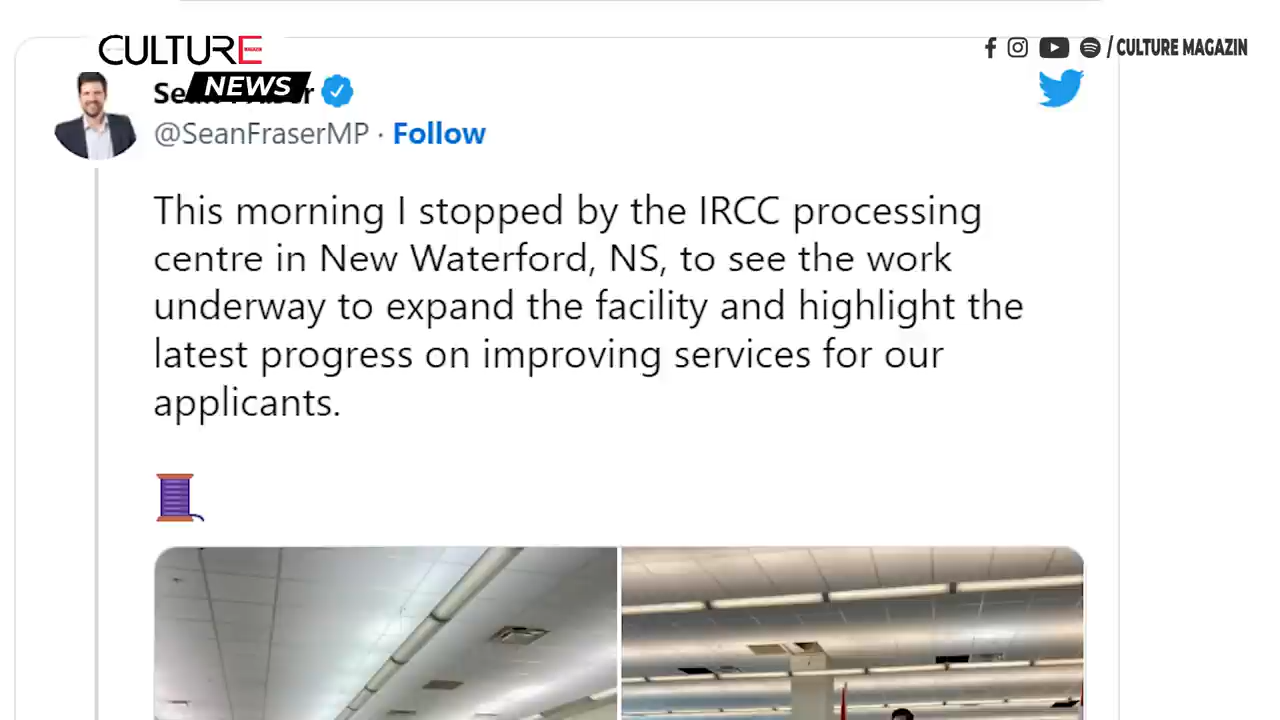 CULTURE
NEWS
/ CULTURE MAGAZIN
@SeanFraserMP · Follow
This morning I stopped by the IRCC processing
centre in New Waterford, NS, to see the work
underway to expand the facility and highlight the
latest progress on improving services for our
applicants.